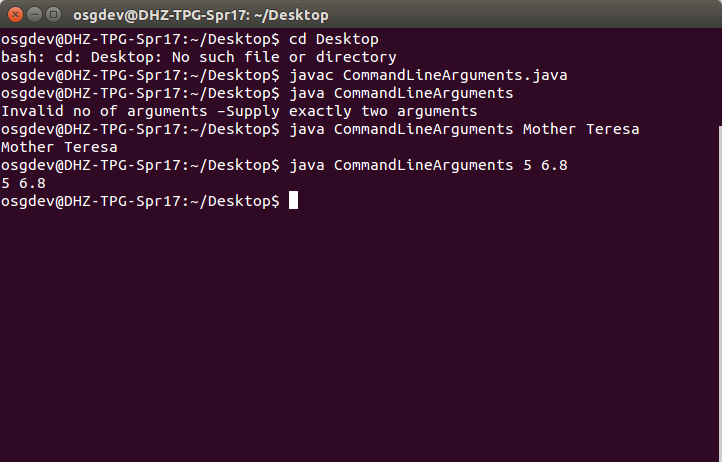 osgdev@DHZ-TPG-Spr17: ~/Desktop
osgdev@DHZ-TPG-Spr17:~/Desktop$ cd Desktop
bash: cd: Desktop: No such file or directory
osgdev@DHZ-TPG-Spr17:~/Desktop$ javac CommandLineArguments.java
osgdev@DHZ-TPG-Spr17:~/Desktop$ java CommandLineArguments
Invalid no of arguments –Supply exactly two arguments
osgdev@DHZ-TPG-Spr17:~/Desktop$ java CommandLineArguments Mother Teresa
Mother Teresa
osgdev@DHZ-TPG-Spr17:~/Desktop$ java CommandLineArguments 5 6.8
5 6.8
osgdev@DHZ-TPG-Spr17:~/Desktop$